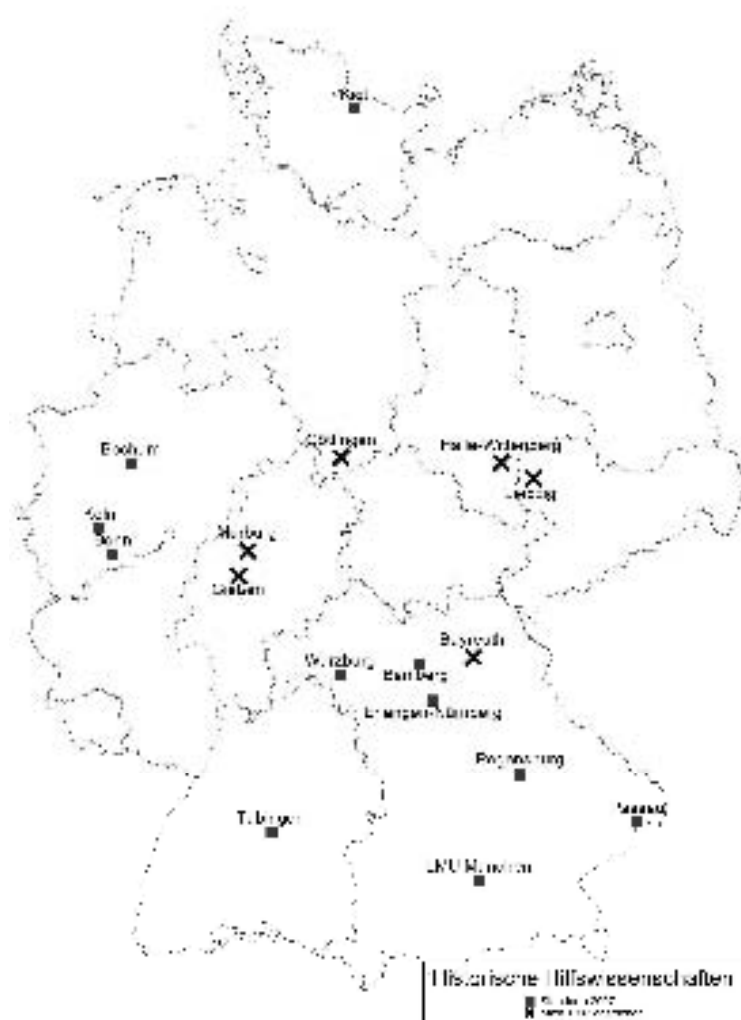 Kiel
Göttingen
Halle-Wittenberg
Bochum
Leipzig
Köln
Bonn
Marburg
Gießen
Bayreuth
Würzburg
Bamberg
Erlangen-Nürnberg
Regensburg
Passau
Tübingen
LMU München
Historische Hilfswissenschaften